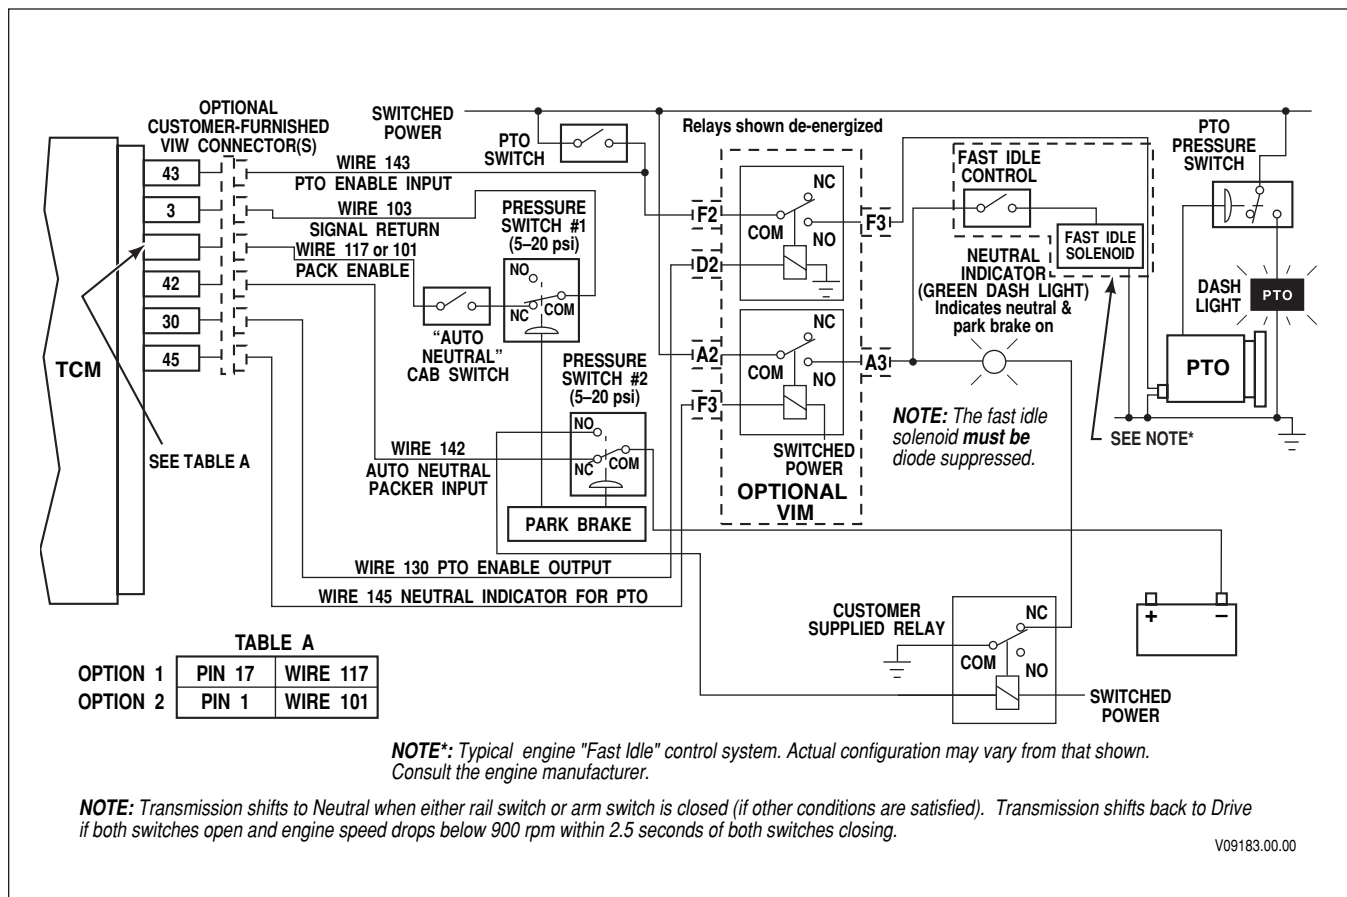 OPTIONAL
CUSTOMER-FURNISHED
VIW CONNECTOR(S)
SWITCHED
POWER
PTO
SWITCH
Relays shown de-energized
PTO
PRESSURE
SWITCH
FAST IDLE
CONTROL
43
WIRE 143
PTO ENABLE INPUT
3
WIRE 103
SIGNAL RETURN
WIRE 117 or 101
PACK ENABLE
42
30
45
TCM
SEE TABLE A
PRESSURE
SWITCH #1
(5–20 psi)
NO
NC
COM
"AUTO
NEUTRAL"
CAB SWITCH
PRESSURE
SWITCH #2
(5–20 psi)
NO
NC
COM
WIRE 142
AUTO NEUTRAL
PACKER INPUT
PARK BRAKE
WIRE 130 PTO ENABLE OUTPUT
WIRE 145 NEUTRAL INDICATOR FOR PTO
F2
D2
NC
COM
NO
F3
A2
F3
NC
COM
NO
A3
SWITCHED
POWER
OPTIONAL
VIM
FAST IDLE
SOLENOID
NEUTRAL
INDICATOR
(GREEN DASH LIGHT)
Indicates neutral &
park brake on
DASH
LIGHT
PTO
PTO
NOTE: The fast idle
solenoid must be
diode suppressed.
SEE NOTE*
CUSTOMER
SUPPLIED RELAY
NC
COM
NO
SWITCHED
POWER
+
–
TABLE A
OPTION 1 PIN 17 WIRE 117
OPTION 2 PIN 1 WIRE 101
NOTE*: Typical engine "Fast Idle" control system. Actual configuration may vary from that shown.
Consult the engine manufacturer.
NOTE: Transmission shifts to Neutral when either rail switch or arm switch is closed (if other conditions are satisfied). Transmission shifts back to Drive
if both switches open and engine speed drops below 900 rpm within 2.5 seconds of both switches closing.
V09183.00.00